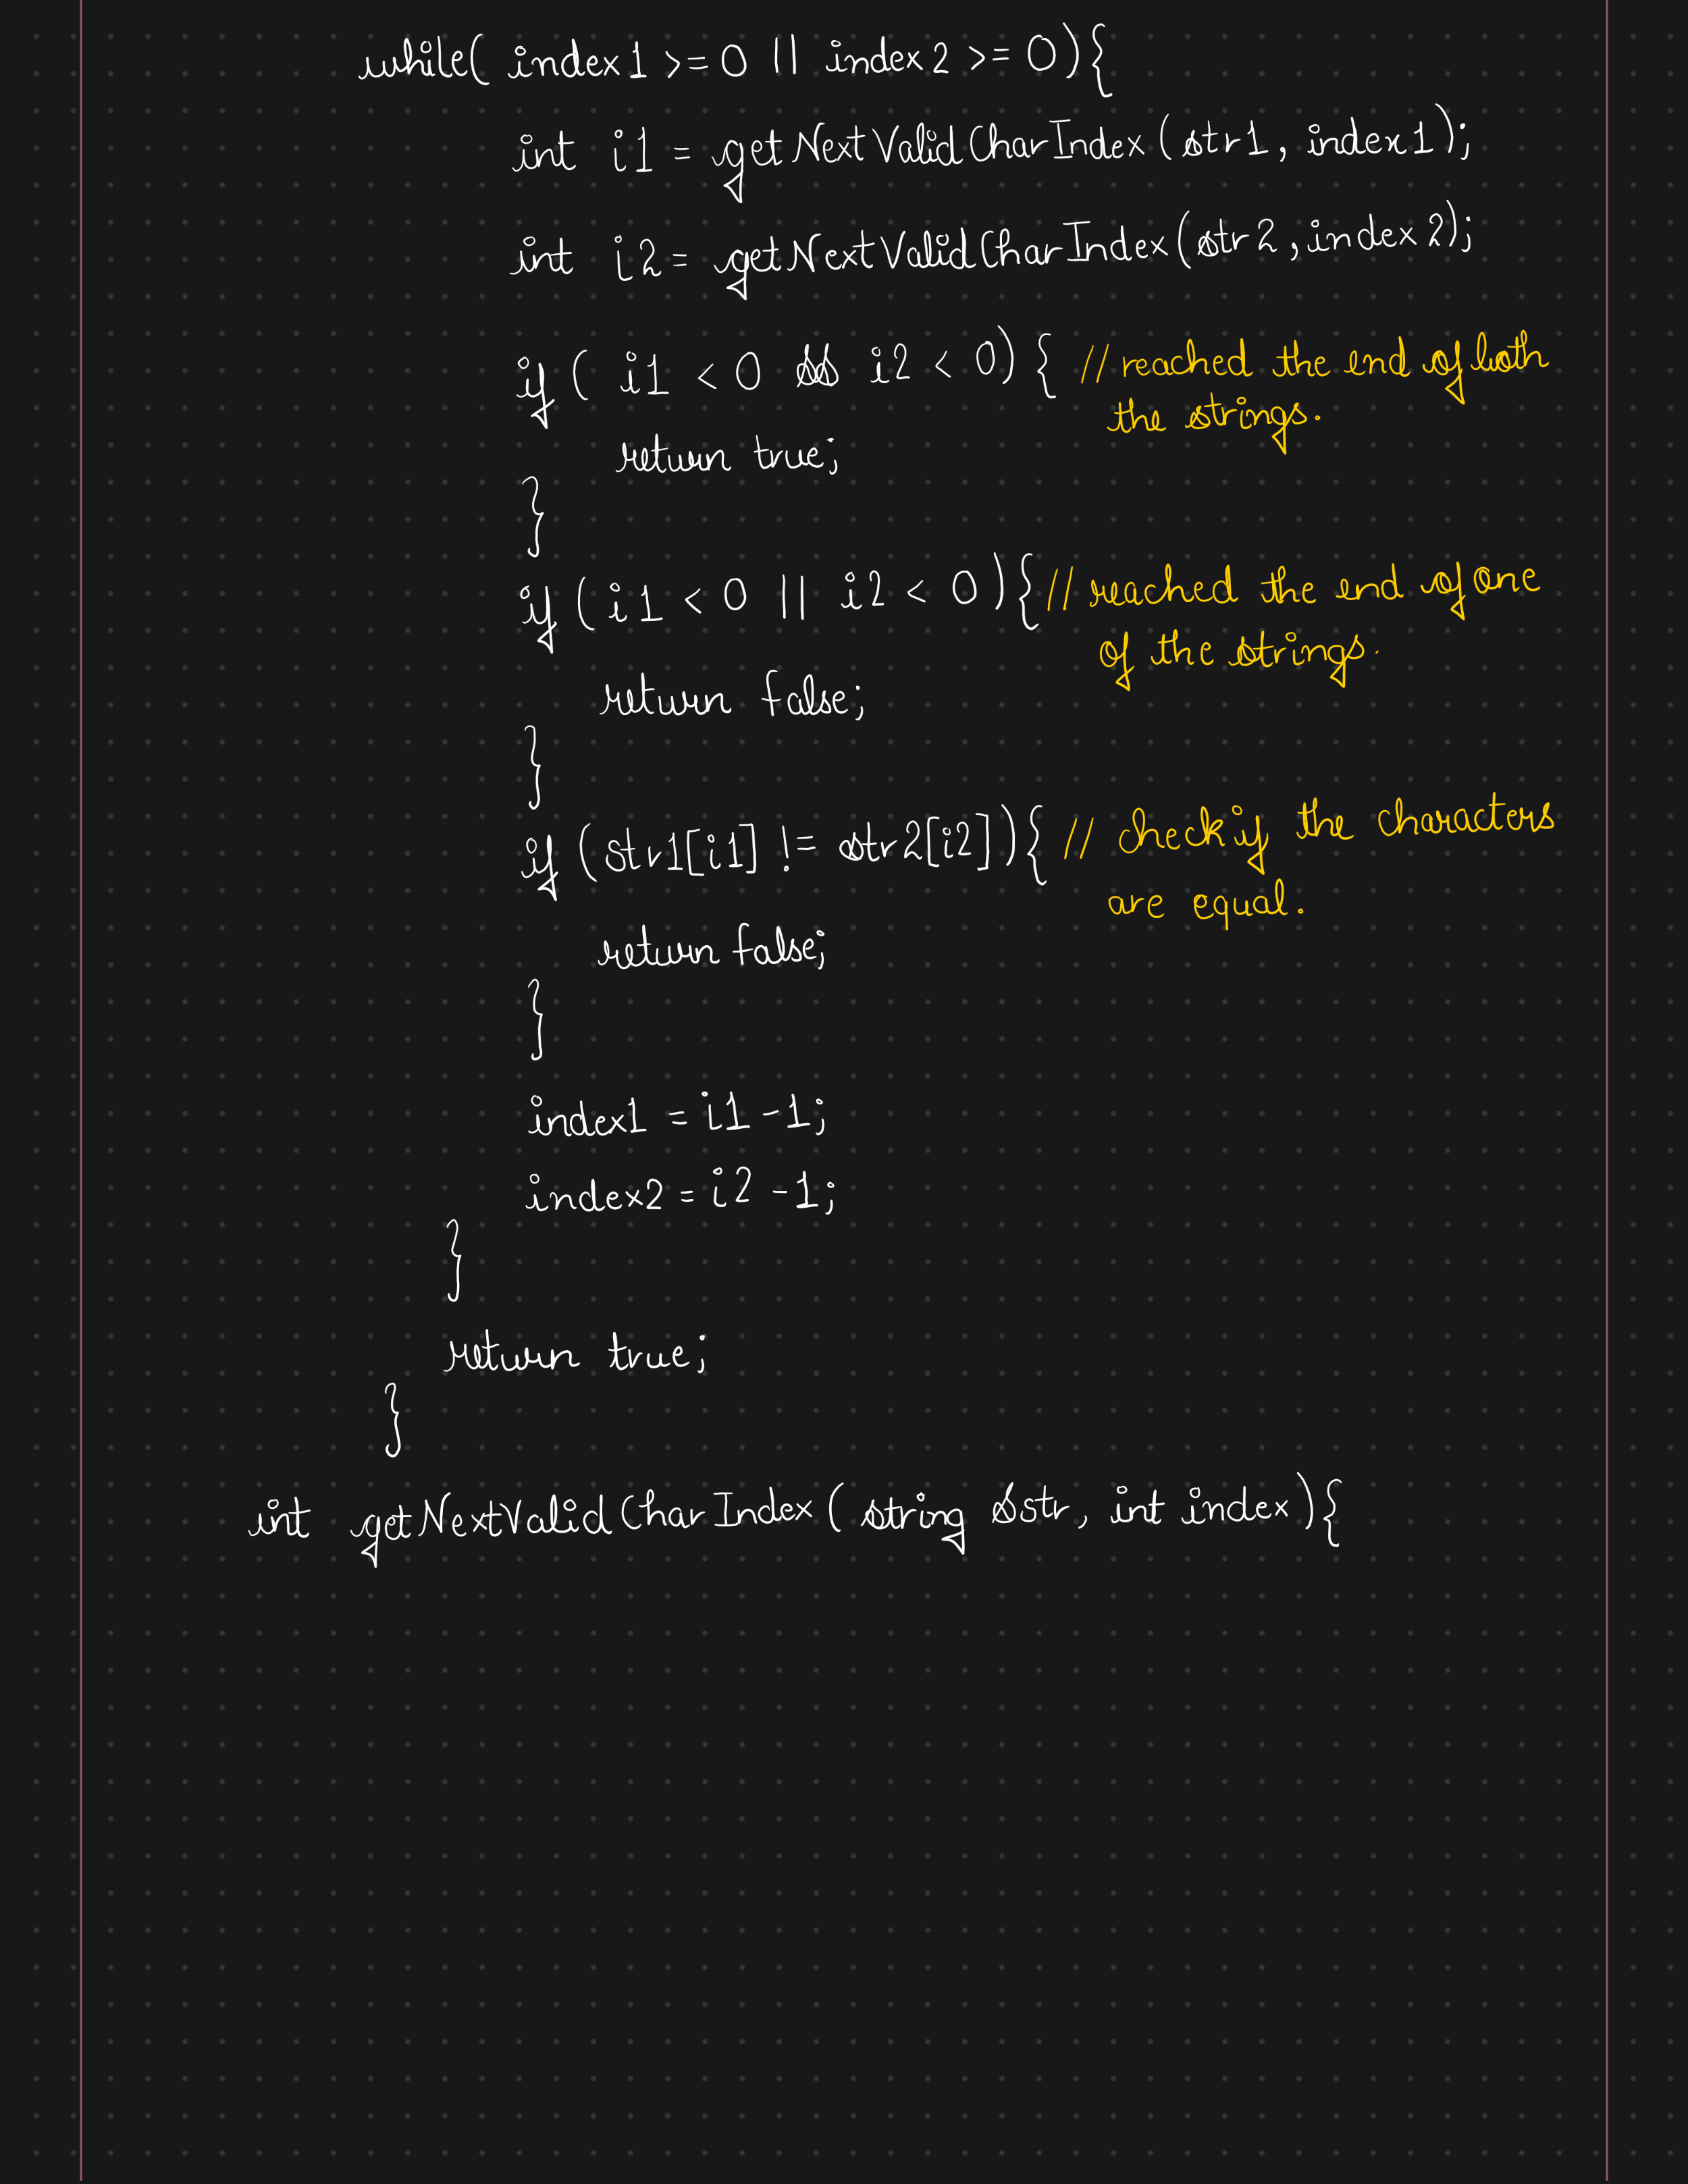 while( index1 >= 0 || index2 >= 0){
int i1 = getNextValidCharIndex(str1, index1);
int i2 = getNextValidCharIndex(str2, index2);
if ( i1 < 0 && i2 < 0) { // reached the end of both
the strings.
return true;
}
if ( i1 < 0 || i2 < 0 ){ // reached the end of one
of the strings.
return false;
}
if (str1[i1] != str2[i2]){ // check if the characters
are equal.
return false;
}
index1 = i1 - 1;
index2 = i2 - 1;
}
return true;
}
int getNextValidCharIndex( string &str, int index){